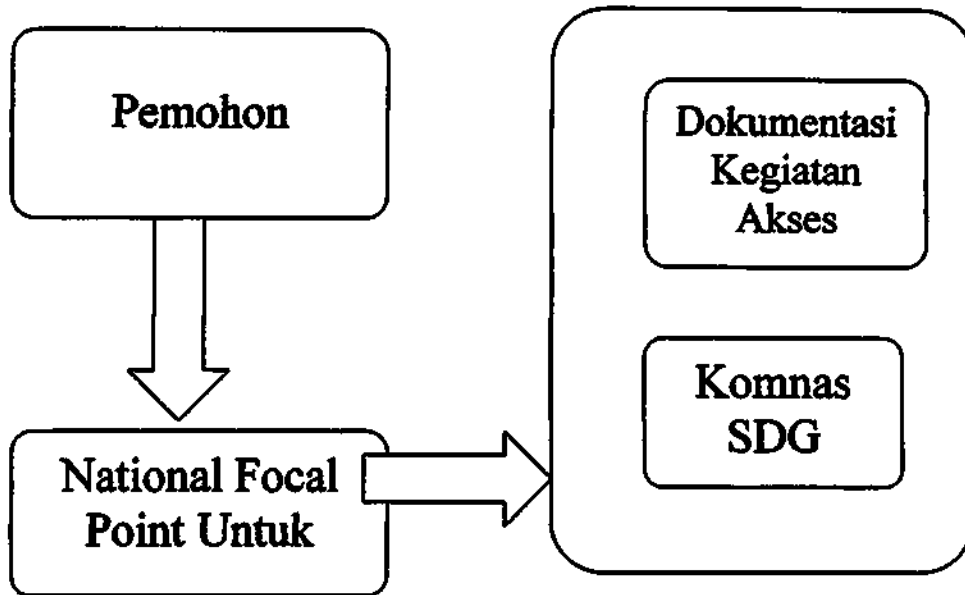 Pemohon
National Focal
Point Untuk
Dokumentasi
Kegiatan
Akses
Komnas
SDG